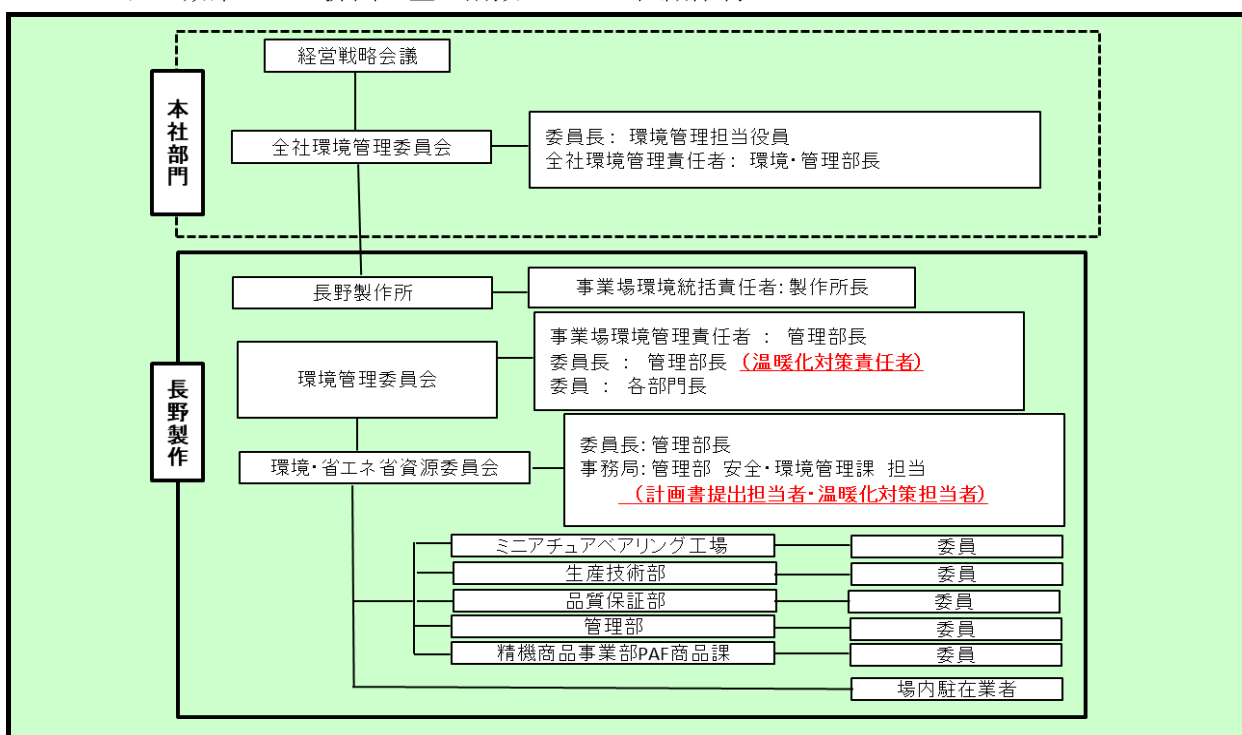 経営戦略会議
本社部門
全社環境管理委員会
委員長: 環境管理担当役員
全社環境管理責任者: 環境・管理部長
長野製作所
事業場環境統括責任者:製作所長
長野製作
環境管理委員会
事業場環境管理責任者 : 管理部長
委員長 : 管理部長 (温暖化対策責任者)
委員 : 各部門長
環境・省エネ省資源委員会
委員長:管理部長
事務局:管理部 安全・環境管理課 担当
(計画書提出担当者・温暖化対策担当者)
ミニアチュアベアリング工場 委員
生産技術部 委員
品質保証部 委員
管理部 委員
精機商品事業部PAF商品課 委員
場内駐在業者